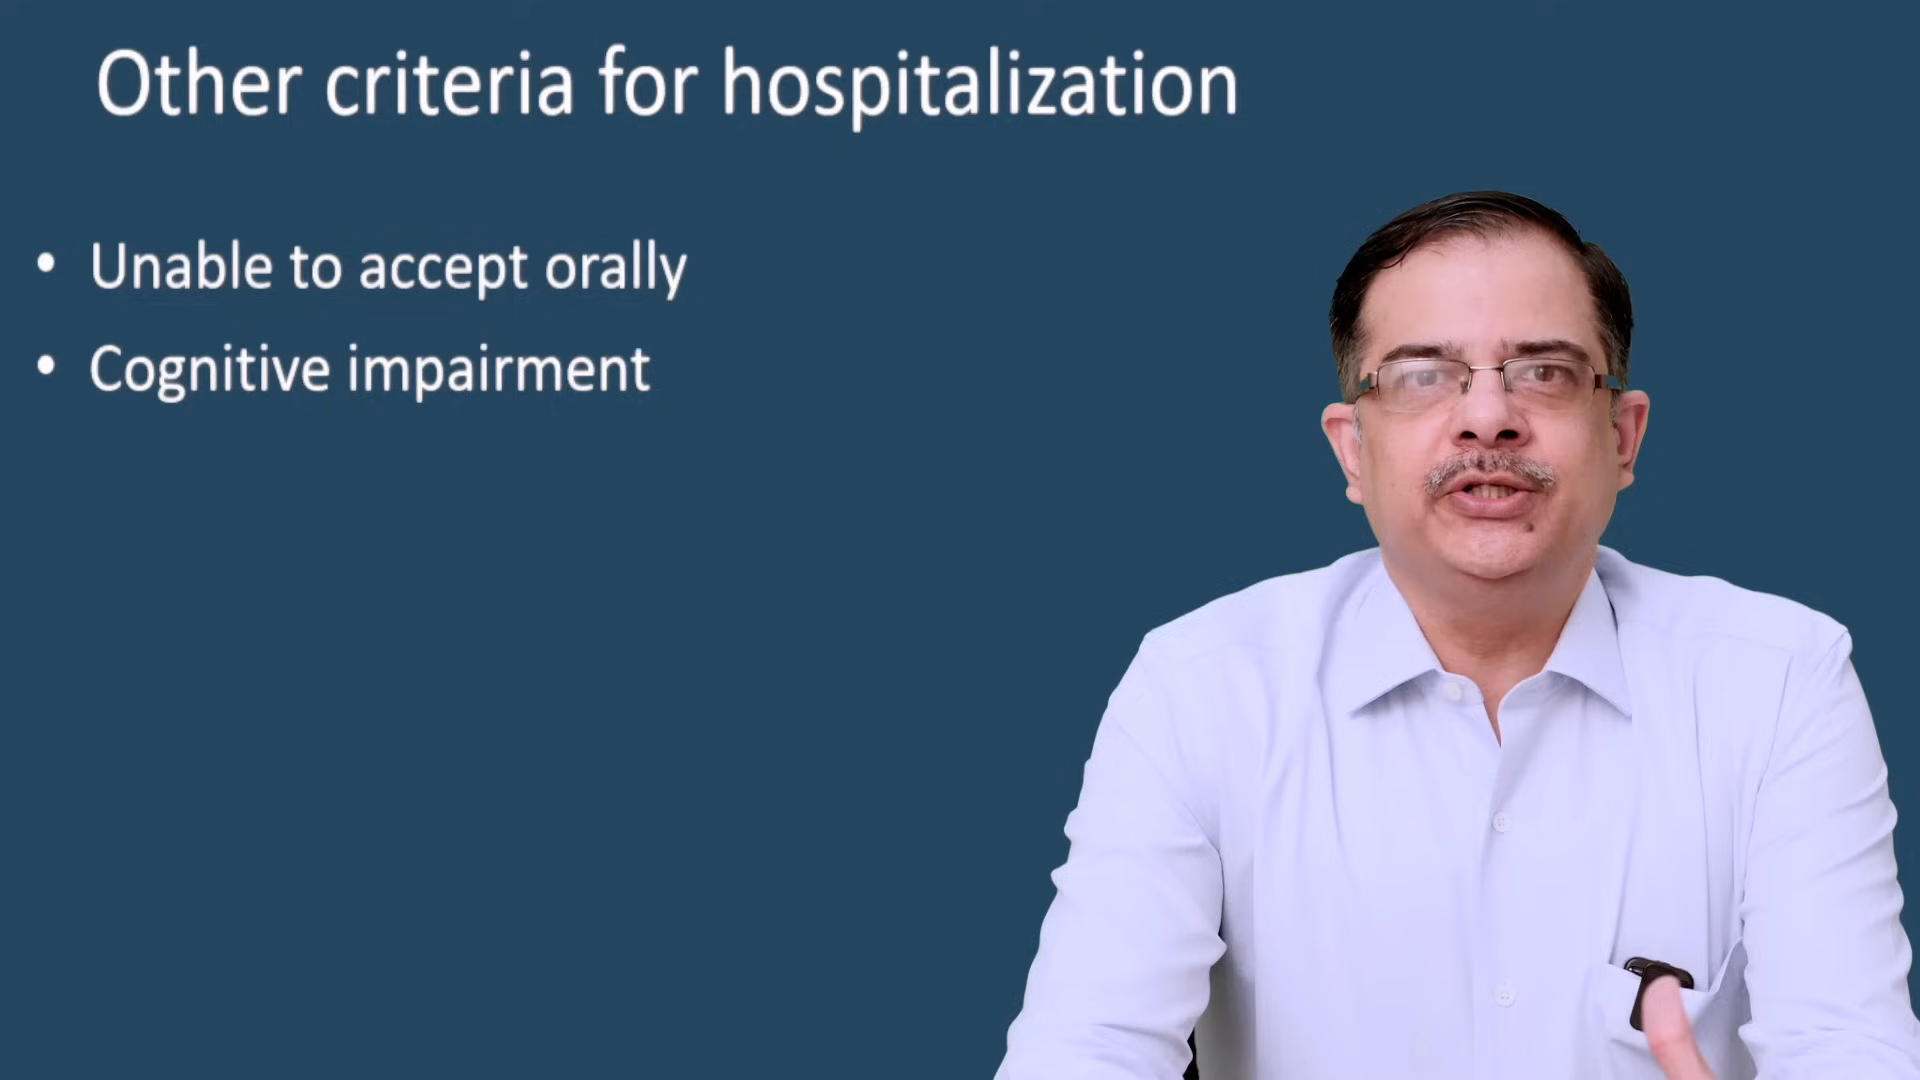 Other criteria for hospitalization
• Unable to accept orally
• Cognitive impairment